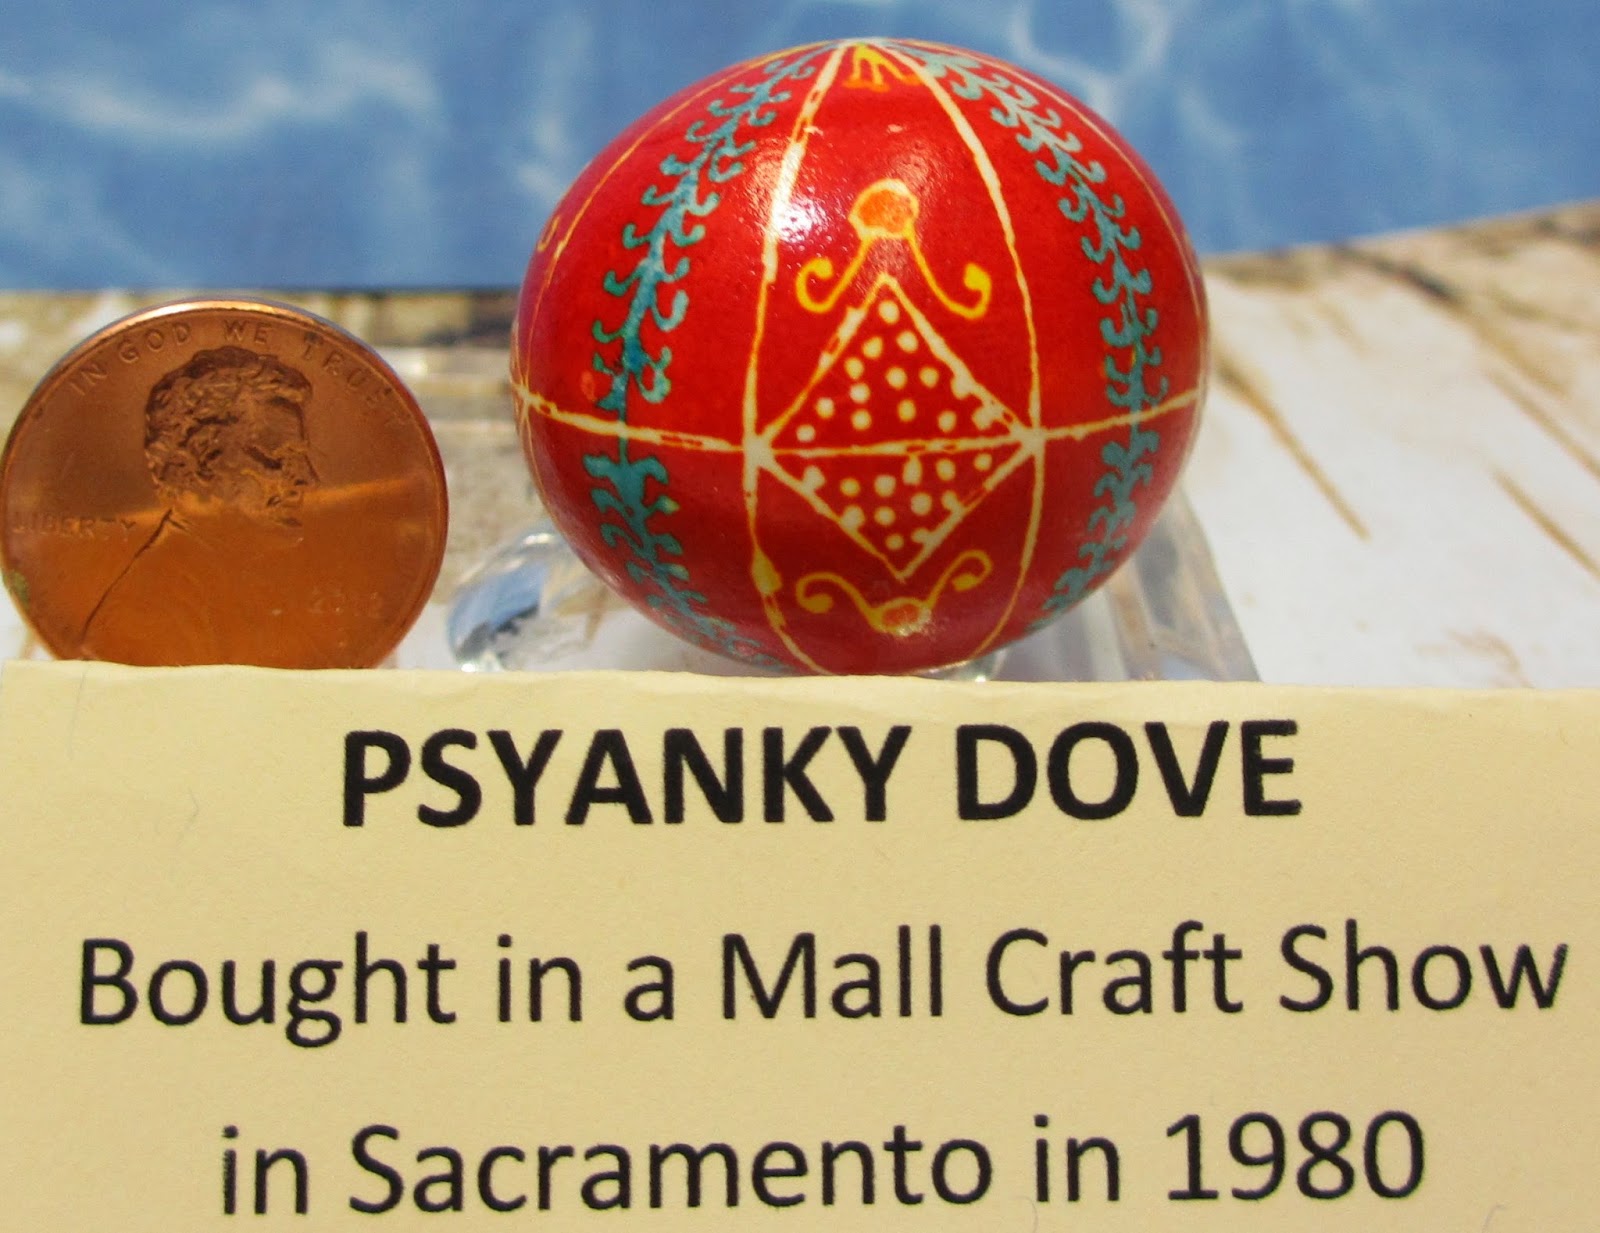 IN GOD WE TRUST
LIBERTY
PSYANKY DOVE
Bought in a Mall Craft Show
in Sacramento in 1980